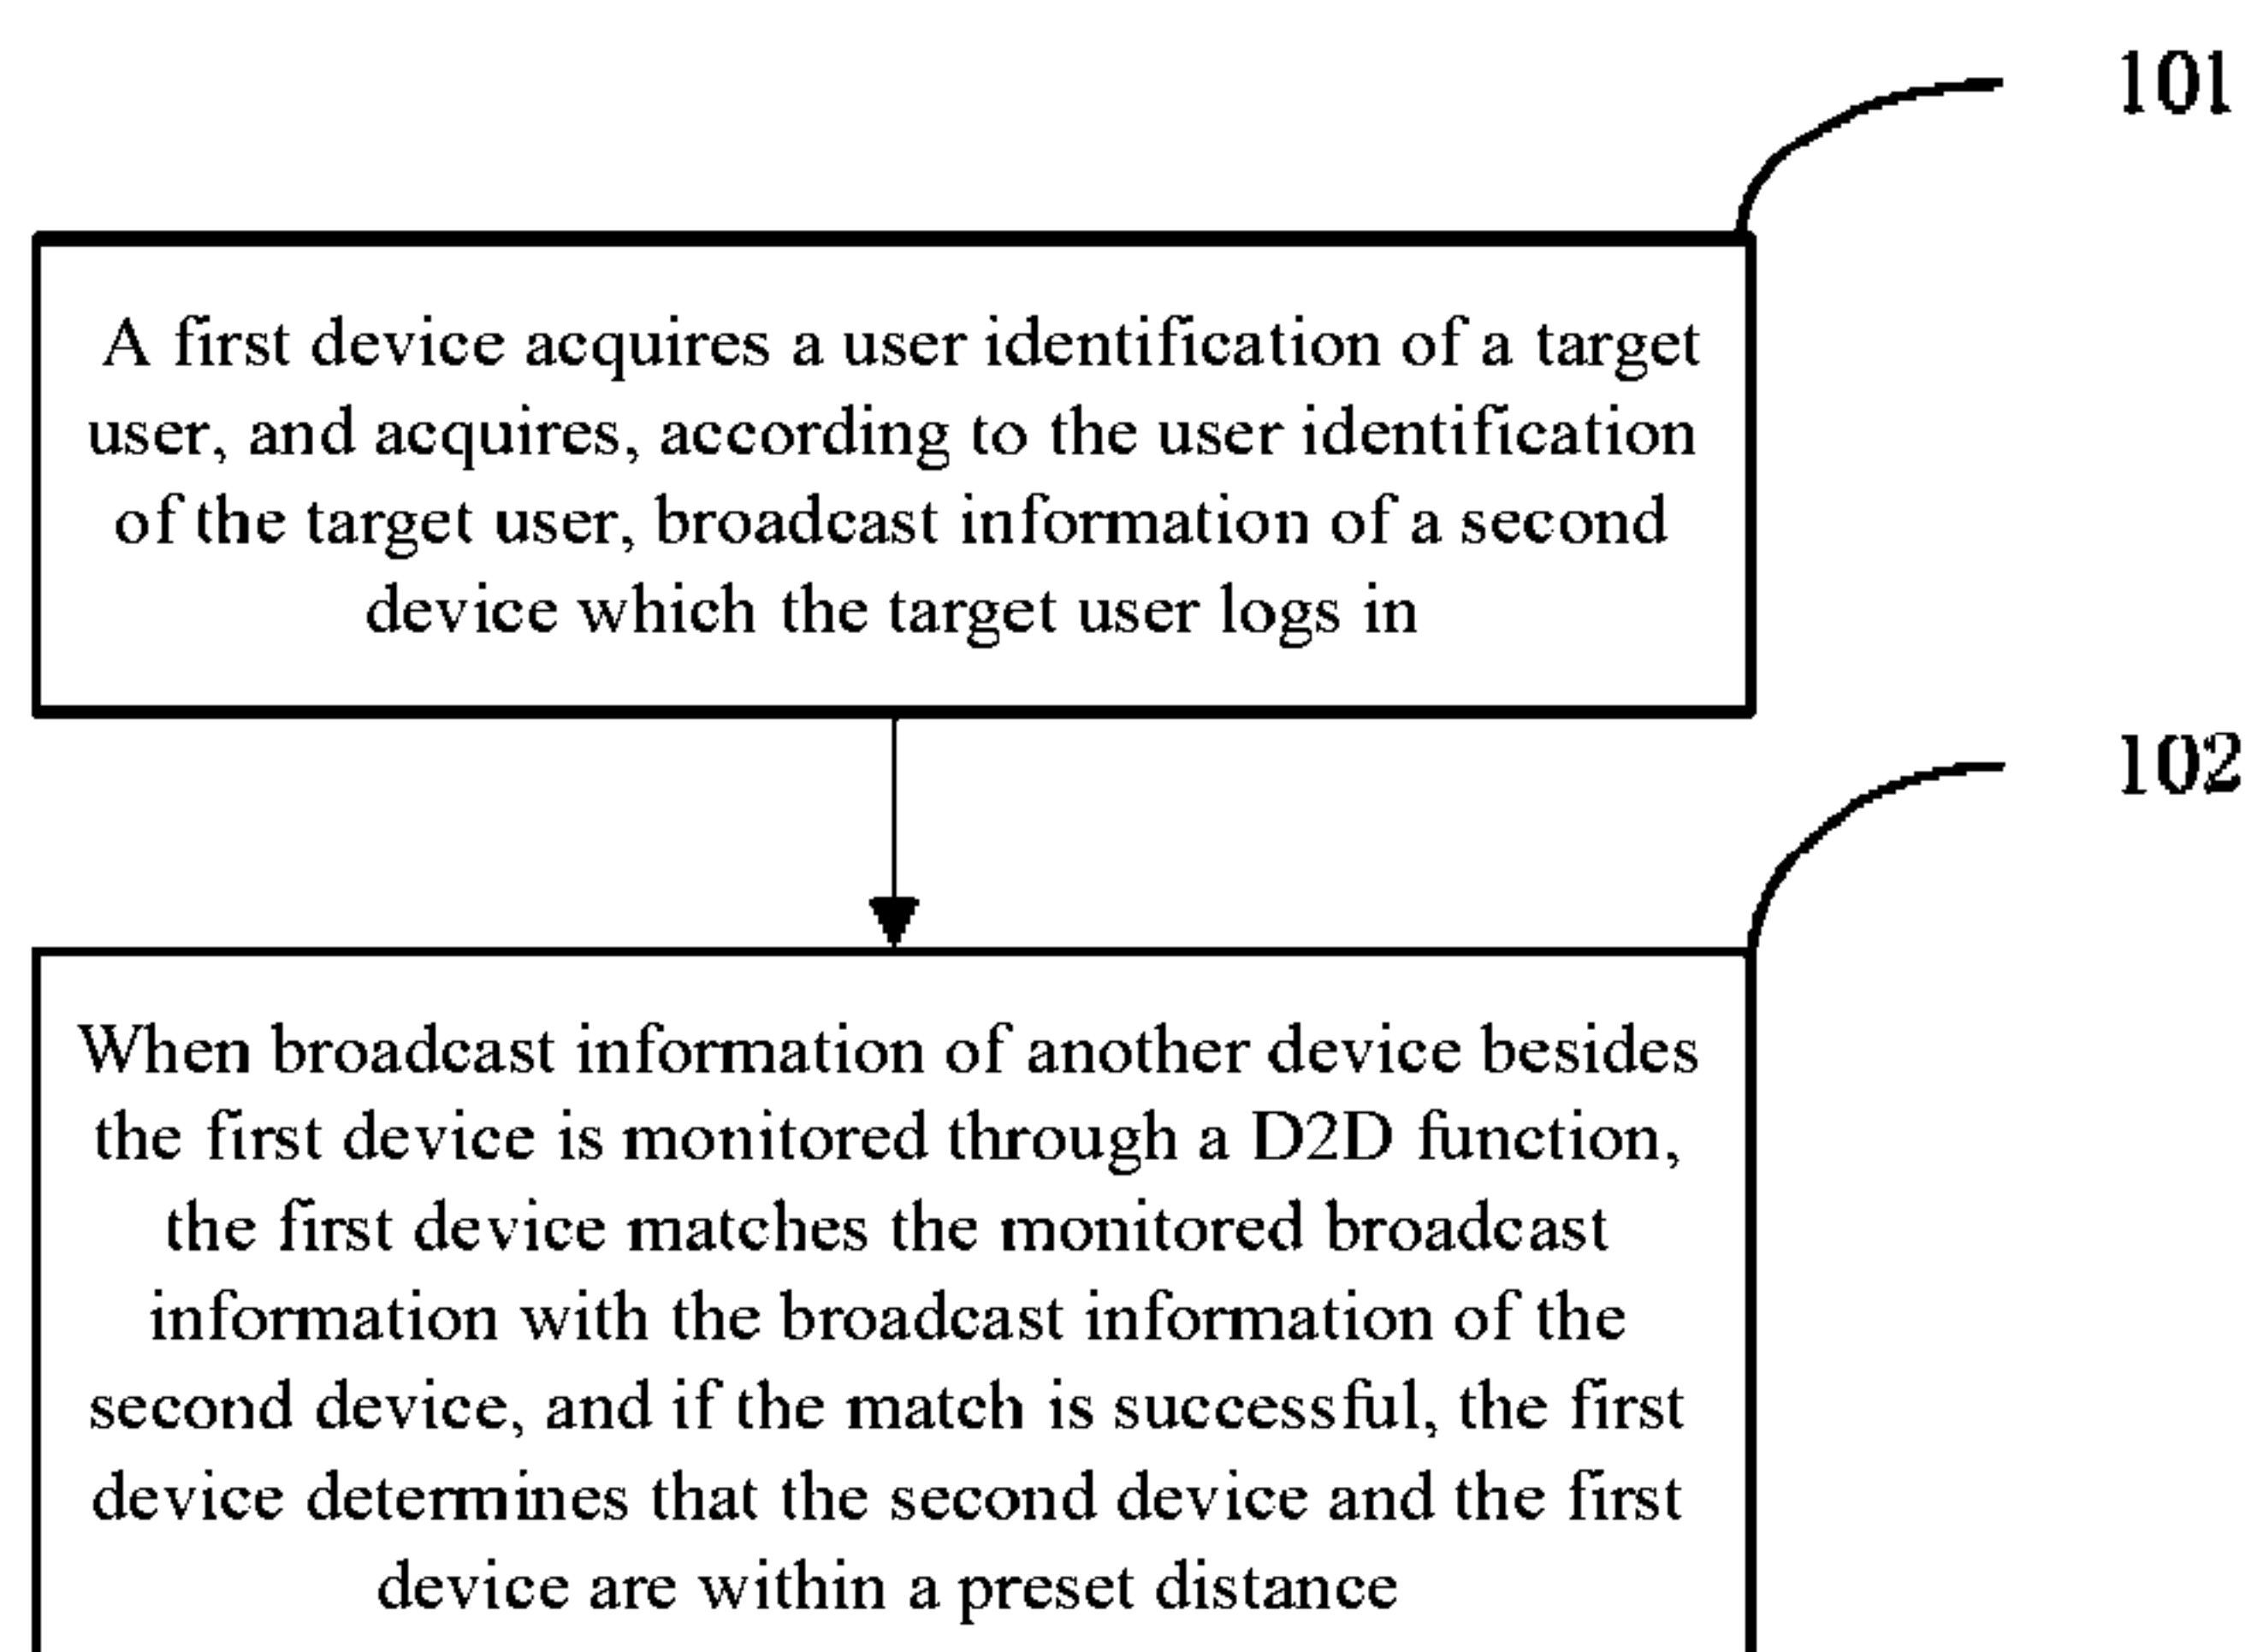 101
A first device acquires a user identification of a target
user, and acquires, according to the user identification
of the target user, broadcast information of a second
device which the target user logs in
102
When broadcast information of another device besides
the first device is monitored through a D2D function,
the first device matches the monitored broadcast
information with the broadcast information of the
second device, and if the match is successful, the first
device determines that the second device and the first
device are within a preset distance